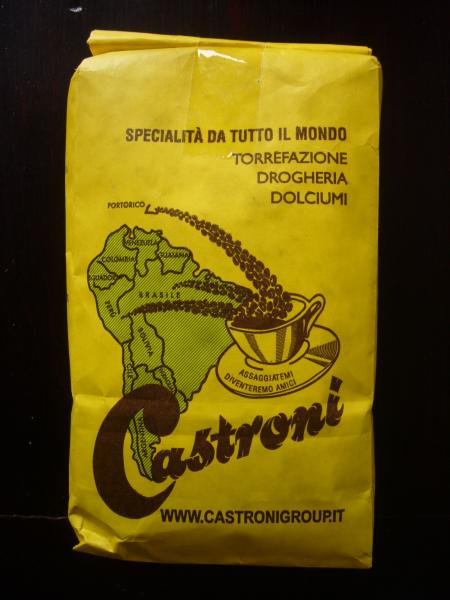 SPECIALITÀ DA TUTTO IL MONDO
TORREFAZIONE
DROGHERIA
DOLCIUMI
PORTORICO
VENEZUELA
COLOMBIA
GUAIANA
EQUADOR
BRASILE
PERÙ
BOLIVIA
CILE
ASSAGGIATEMI
DIVENTEREMO AMICI
Castroni
WWW.CASTRONIGROUP.IT